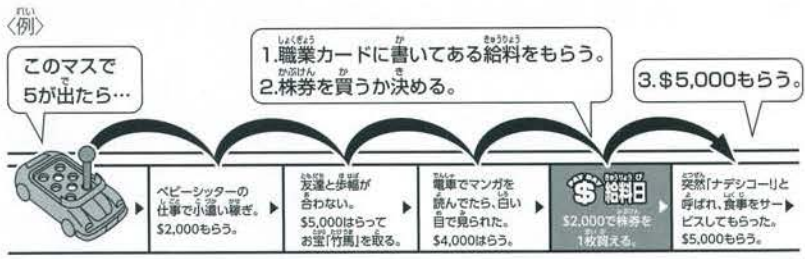 〈例〉
このマスで
5が出たら…
1.職業カードに書いてある給料をもらう。
2.株券を買うか決める。
3.$5,000もらう。
ベビーシッターの
仕事で小遣い稼ぎ。
$2,000もらう。
友達と歩幅が
合わない。
$5,000はらって
お宝「竹馬」を取る。
電車でマンガを
読んでたら、白い
目で見られた。
$4,000はらう。
PAY DAY
$ 給料日
$2,000で株券を
1枚買える。
突然「ナデシコー!」と
呼ばれ、食事をサー
ビスしてもらった。
$5,000もらう。